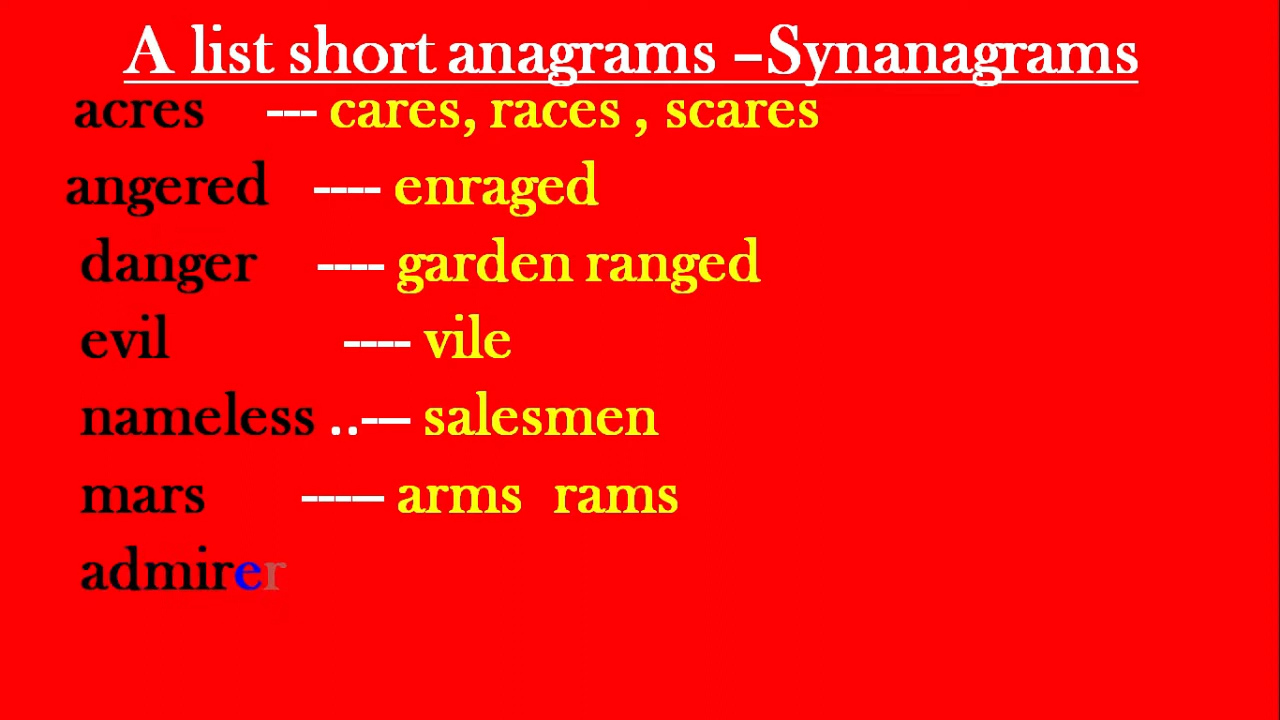 A list short anagrams –Synanagrams
acres --- cares, races , scares
angered ---- enraged
danger ---- garden ranged
evil ---- vile
nameless ..--– salesmen
mars ----– arms rams
admirer